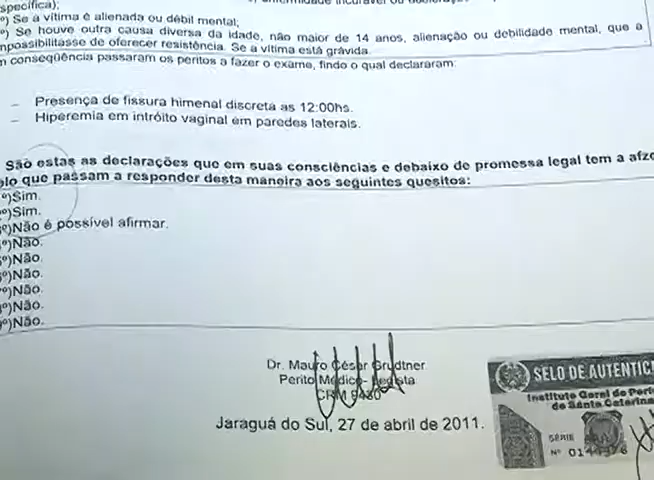 specífica);
º) Se a vítima é alienada ou débil mental;
º) Se houve outra causa diversa da idade, não maior de 14 anos, alienação ou debilidade mental, que a
mpossibilitasse de oferecer resistência. Se a vítima está grávida.
m conseqüência passaram os peritos a fazer o exame, findo o qual declararam:
– Presença de fissura himenal discreta as 12:00hs.
– Hiperemia em intróito vaginal em paredes laterais.
São estas as declarações que em suas consciências e debaixo de promessa legal tem a afze
elo que passam a responder desta maneira aos seguintes quesitos:
º)Sim.
º)Sim.
º)Não é possível afirmar.
º)Não.
º)Não.
º)Não.
º)Não.
º)Não.
º)Não.
Dr. Mauro César Grudtner
Perito Médico-Legista
CRM
Jaraguá do Sul, 27 de abril de 2011.
SELO DE AUTENTIC
Instituto Geral de Perí
de Santa Catarina
SÉRIE
Nº